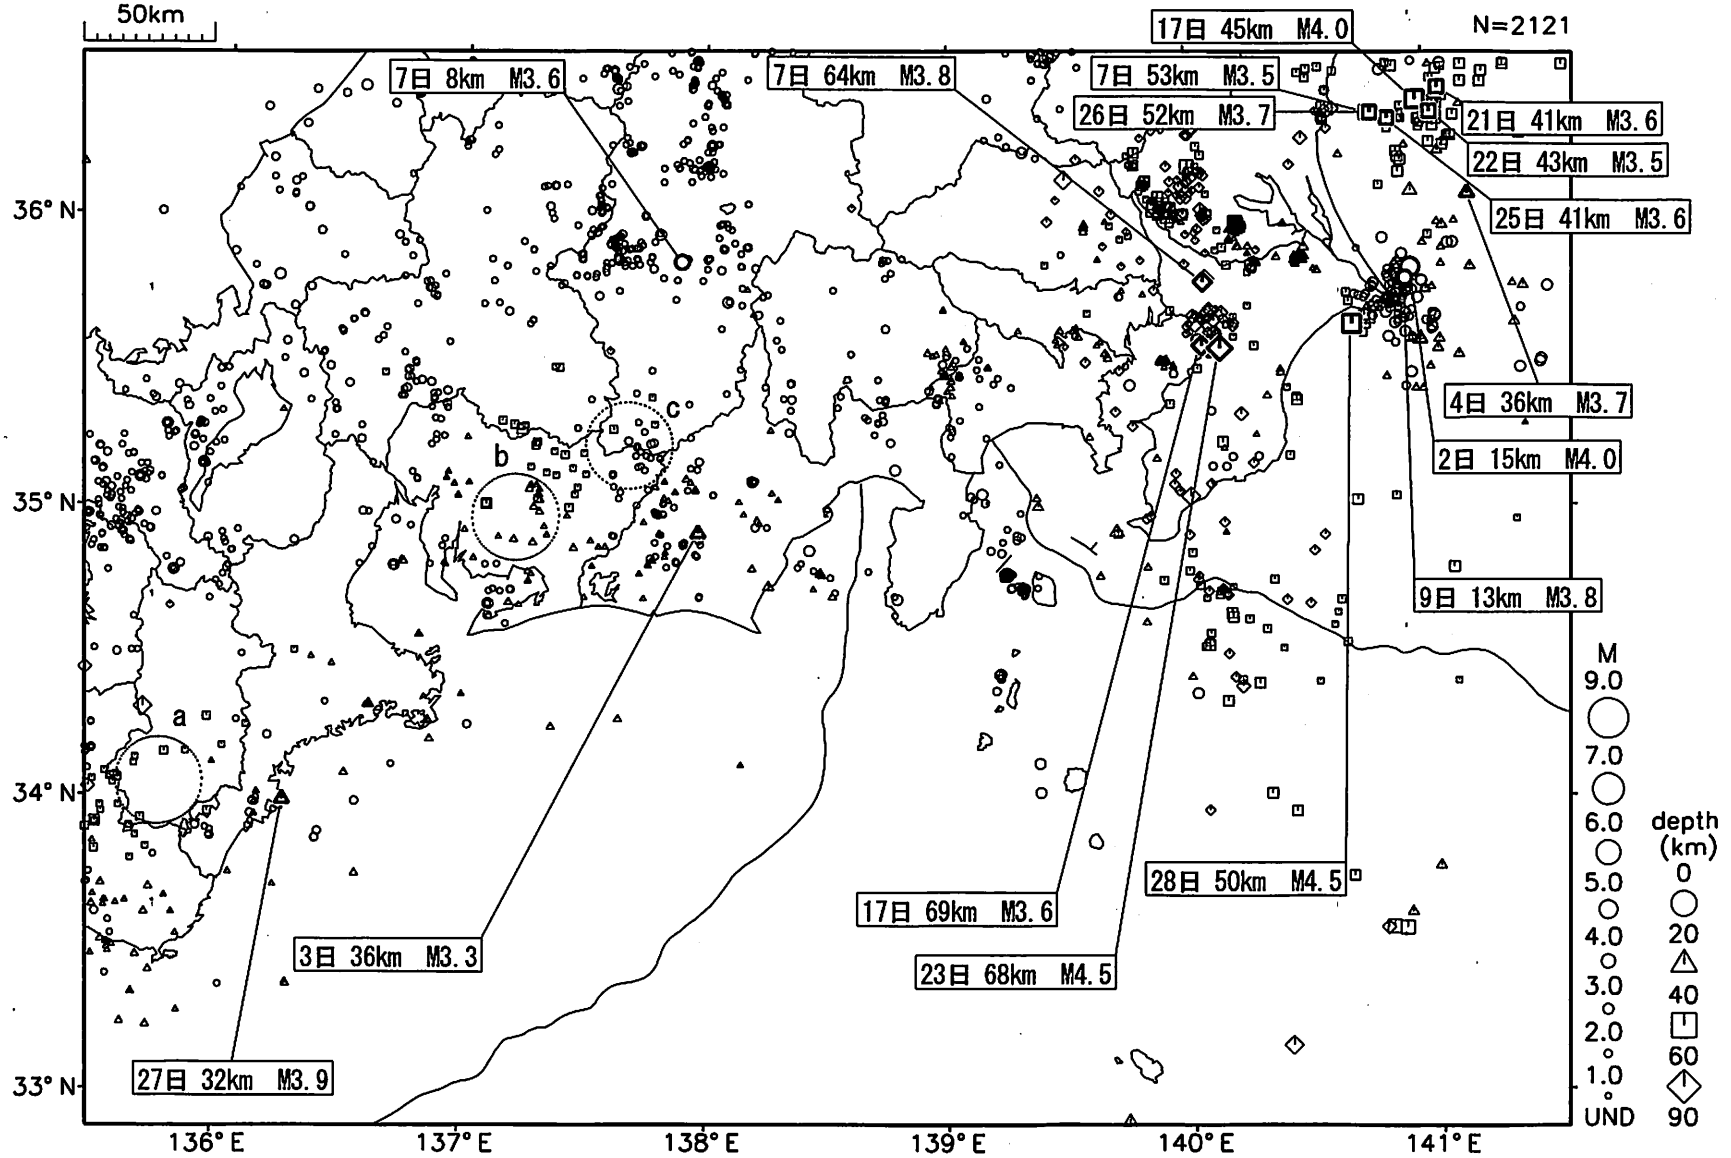 50km
17日 45km M4.0
N=2121
7日 8km M3.6
7日 64km M3.8
7日 53km M3.5
26日 52km M3.7
21日 41km M3.6
22日 43km M3.5
25日 41km M3.6
36°N
4日 36km M3.7
2日 15km M4.0
c
b
35°N
9日 13km M3.8
a
34°N
28日 50km M4.5
17日 69km M3.6
3日 36km M3.3
23日 68km M4.5
27日 32km M3.9
33°N
136°E
137°E
138°E
139°E
140°E
141°E
M
9.0
7.0
6.0
5.0
4.0
3.0
2.0
1.0
UND
depth
(km)
0
20
40
60
90